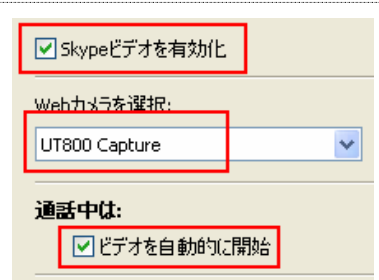 Skypeビデオを有効化
Webカメラを選択:
UT800 Capture
通話中は:
ビデオを自動的に開始